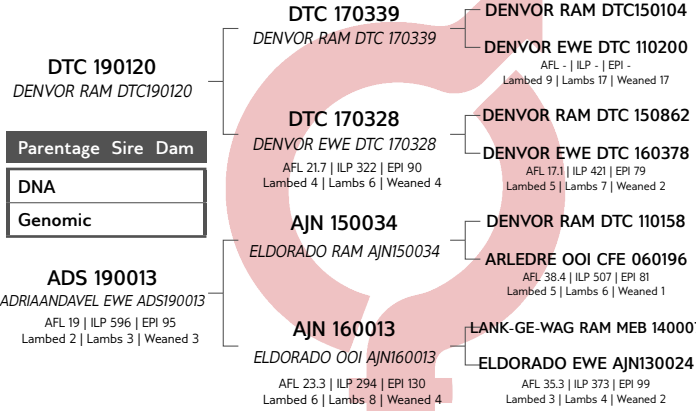 DTC 190120
DENVOR RAM DTC190120
Parentage Sire Dam
DNA
Genomic
ADS 190013
ADRIAANDAVEL EWE ADS190013
AFL 19 | ILP 596 | EPI 95
Lambed 2 | Lambs 3 | Weaned 3
DTC 170339
DENVOR RAM DTC 170339
DTC 170328
DENVOR EWE DTC 170328
AFL 21.7 | ILP 322 | EPI 90
Lambed 4 | Lambs 6 | Weaned 4
AJN 150034
ELDORADO RAM AJN150034
AJN 160013
ELDORADO OOI AJN160013
AFL 23.3 | ILP 294 | EPI 130
Lambed 6 | Lambs 8 | Weaned 4
DENVOR RAM DTC150104
DENVOR EWE DTC 110200
AFL - | ILP - | EPI -
Lambed 9 | Lambs 17 | Weaned 17
DENVOR RAM DTC 150862
DENVOR EWE DTC 160378
AFL 17.1 | ILP 421 | EPI 79
Lambed 5 | Lambs 7 | Weaned 2
DENVOR RAM DTC 110158
ARLEDRE OOI CFE 060196
AFL 38.4 | ILP 507 | EPI 81
Lambed 5 | Lambs 6 | Weaned 1
LANK-GE-WAG RAM MEB 140007
ELDORADO EWE AJN130024
AFL 35.3 | ILP 373 | EPI 99
Lambed 3 | Lambs 4 | Weaned 2